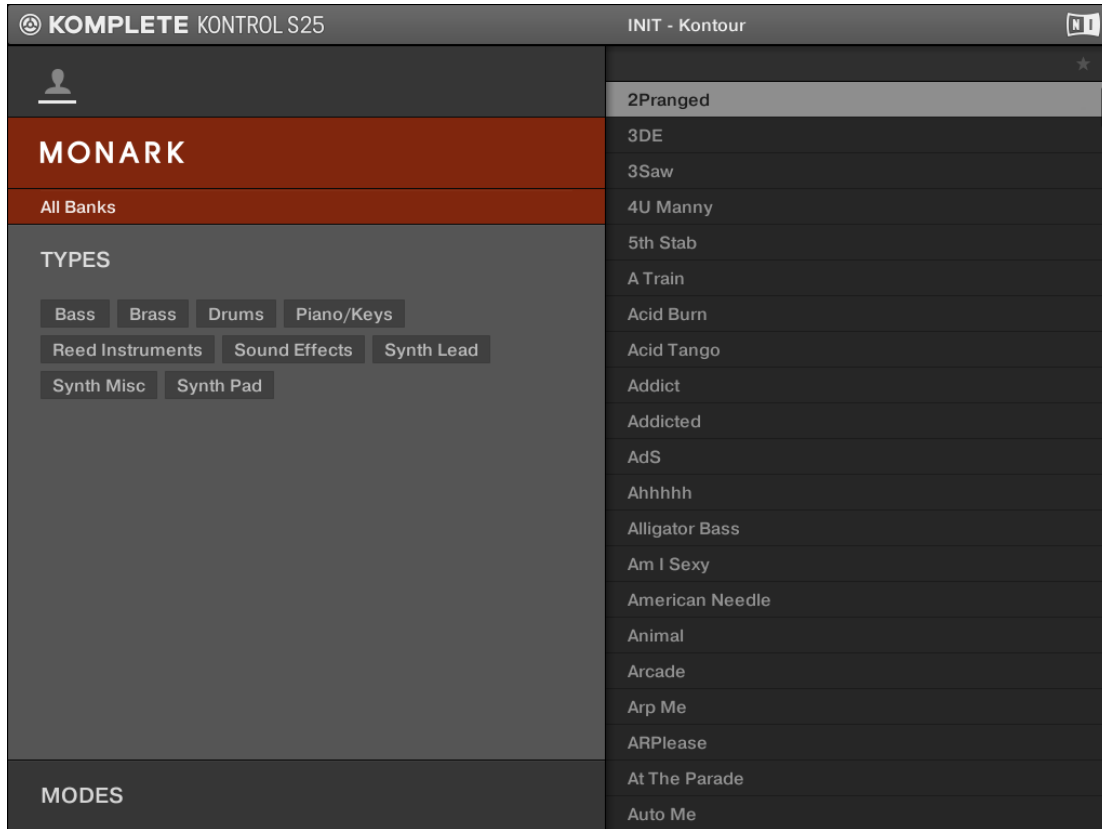 KOMPLETE KONTROL S25
INIT - Kontour
NI
MONARK
All Banks
TYPES
Bass Brass Drums Piano/Keys
Reed Instruments Sound Effects Synth Lead
Synth Misc Synth Pad
MODES
2Pranged
3DE
3Saw
4U Manny
5th Stab
A Train
Acid Burn
Acid Tango
Addict
Addicted
AdS
Ahhhhh
Alligator Bass
Am I Sexy
American Needle
Animal
Arcade
Arp Me
ARPlease
At The Parade
Auto Me